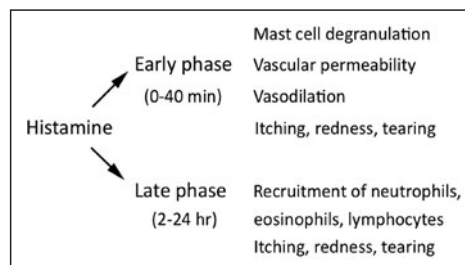 Mast cell degranulation
Early phase Vascular permeability
(0-40 min) Vasodilation
Histamine Itching, redness, tearing
Late phase Recruitment of neutrophils,
(2-24 hr) eosinophils, lymphocytes
Itching, redness, tearing